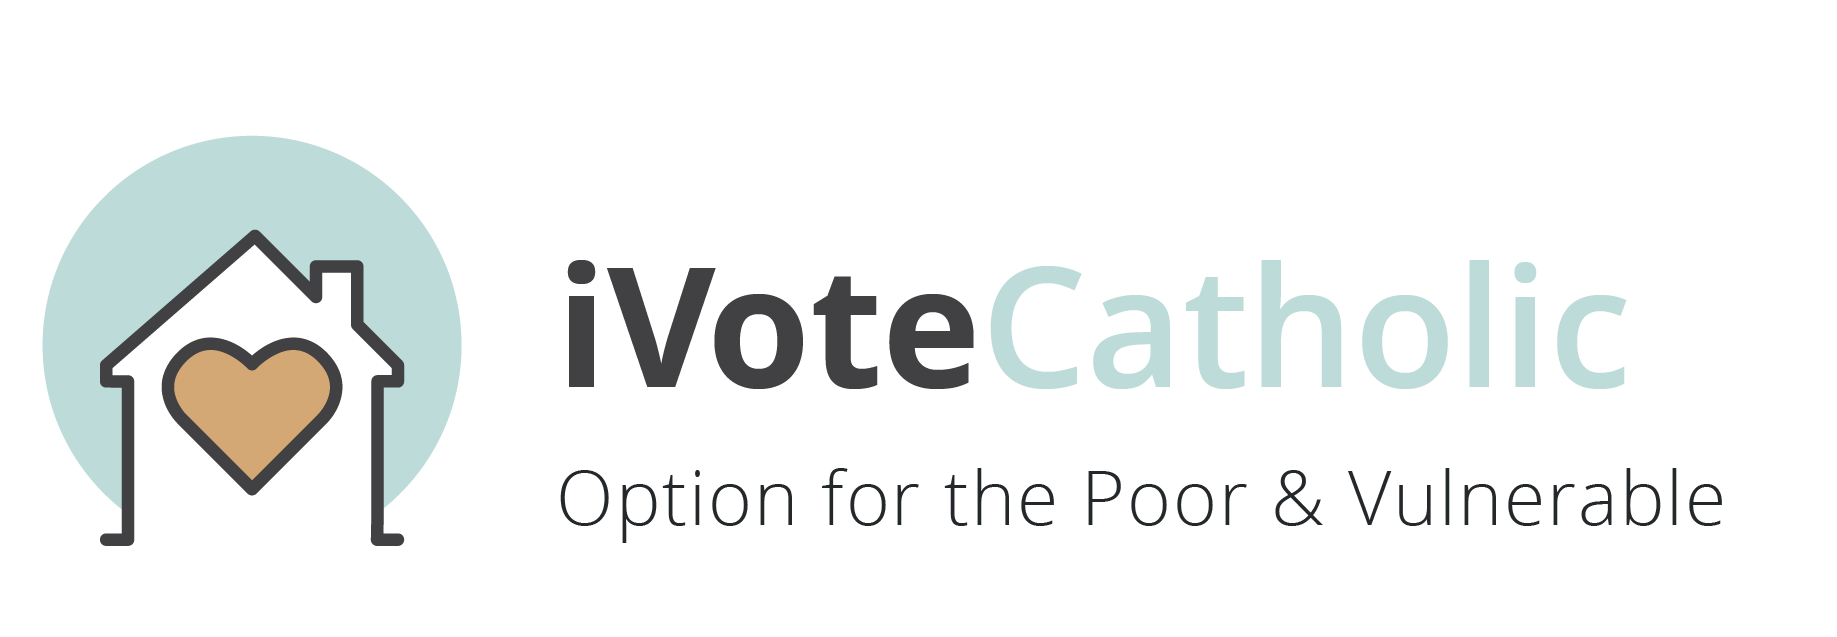 iVoteCatholic
Option for the Poor & Vulnerable